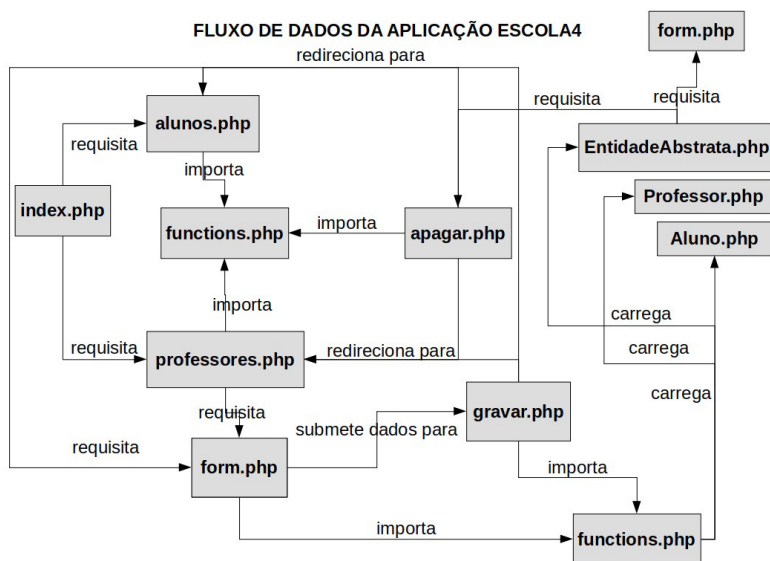 FLUXO DE DADOS DA APLICAÇÃO ESCOLA4
form.php
redireciona para
requisita
requisita
alunos.php
requisita
EntidadeAbstrata.php
importa
Professor.php
index.php
functions.php
importa
apagar.php
Aluno.php
importa
carrega
requisita
professores.php
redireciona para
carrega
carrega
requisita
gravar.php
submete dados para
requisita
form.php
importa
importa
functions.php